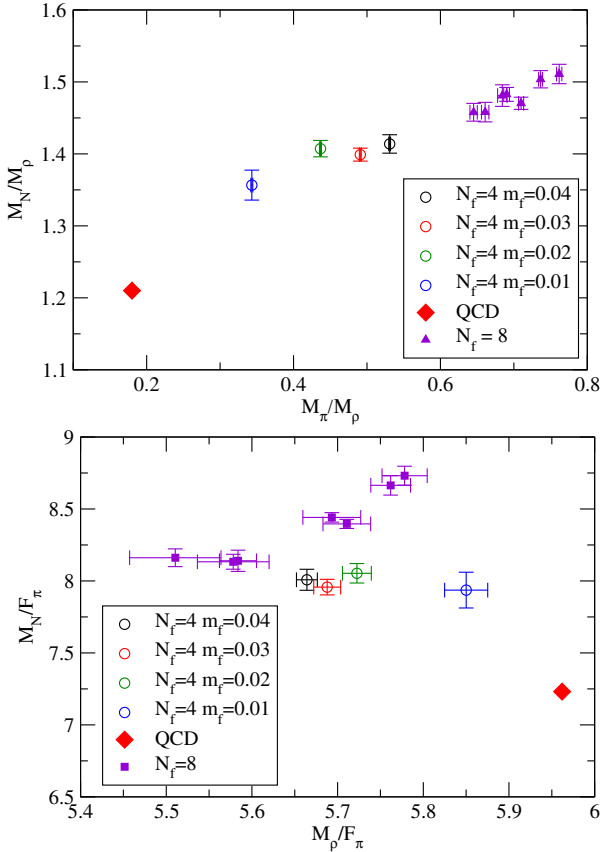 M_N/M_ρ
1.6
1.5
1.4
1.3
1.2
1.1
N_f=4 m_f=0.04
N_f=4 m_f=0.03
N_f=4 m_f=0.02
N_f=4 m_f=0.01
QCD
N_f = 8
0.2 0.4 0.6 0.8
M_π/M_ρ
M_N/F_π
9
8.5
8
7.5
7
6.5
N_f=4 m_f=0.04
N_f=4 m_f=0.03
N_f=4 m_f=0.02
N_f=4 m_f=0.01
QCD
N_f=8
5.4 5.5 5.6 5.7 5.8 5.9 6
M_ρ/F_π